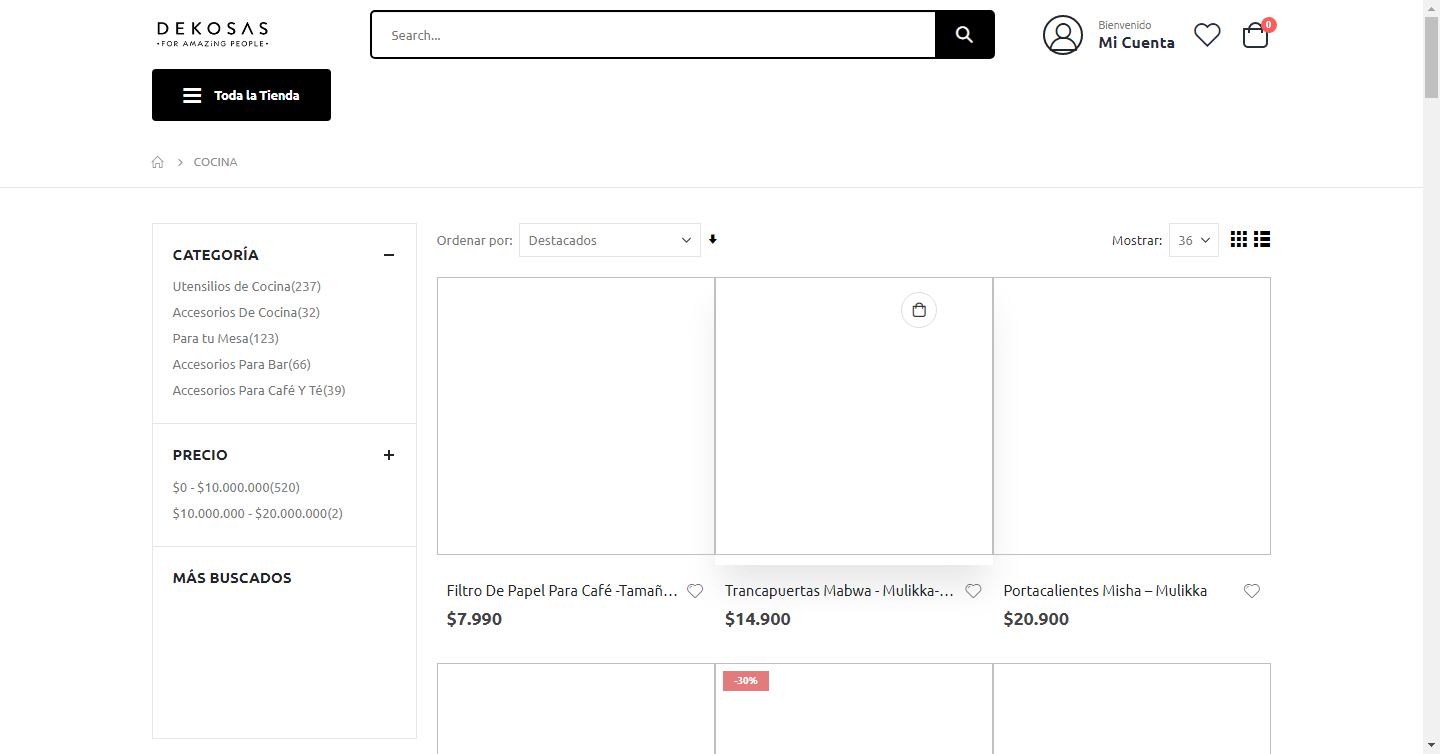 DEKOSAS
•FOR AMAZiNG PEOPLE•
Search...
Bienvenido
Mi Cuenta
0
Toda la Tienda
COCINA
CATEGORÍA
Utensilios de Cocina(237)
Accesorios De Cocina(32)
Para tu Mesa(123)
Accesorios Para Bar(66)
Accesorios Para Café Y Té(39)
PRECIO
$0 - $10.000.000(520)
$10.000.000 - $20.000.000(2)
MÁS BUSCADOS
Ordenar por: Destacados
Mostrar: 36
Filtro De Papel Para Café -Tamañ...
$7.990
Trancapuertas Mabwa - Mulikka-...
$14.900
Portacalientes Misha – Mulikka
$20.900
-30%